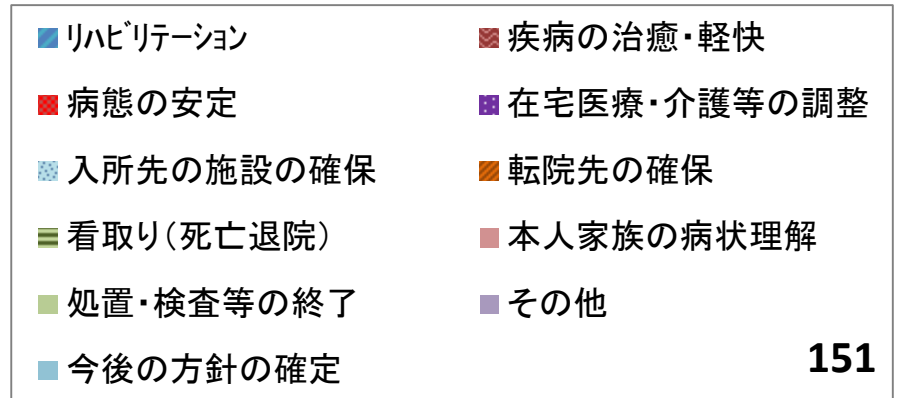 リハビリテーション
疾病の治癒・軽快
病態の安定
在宅医療・介護等の調整
入所先の施設の確保
転院先の確保
看取り（死亡退院）
本人家族の病状理解
処置・検査等の終了
その他
今後の方針の確定
151